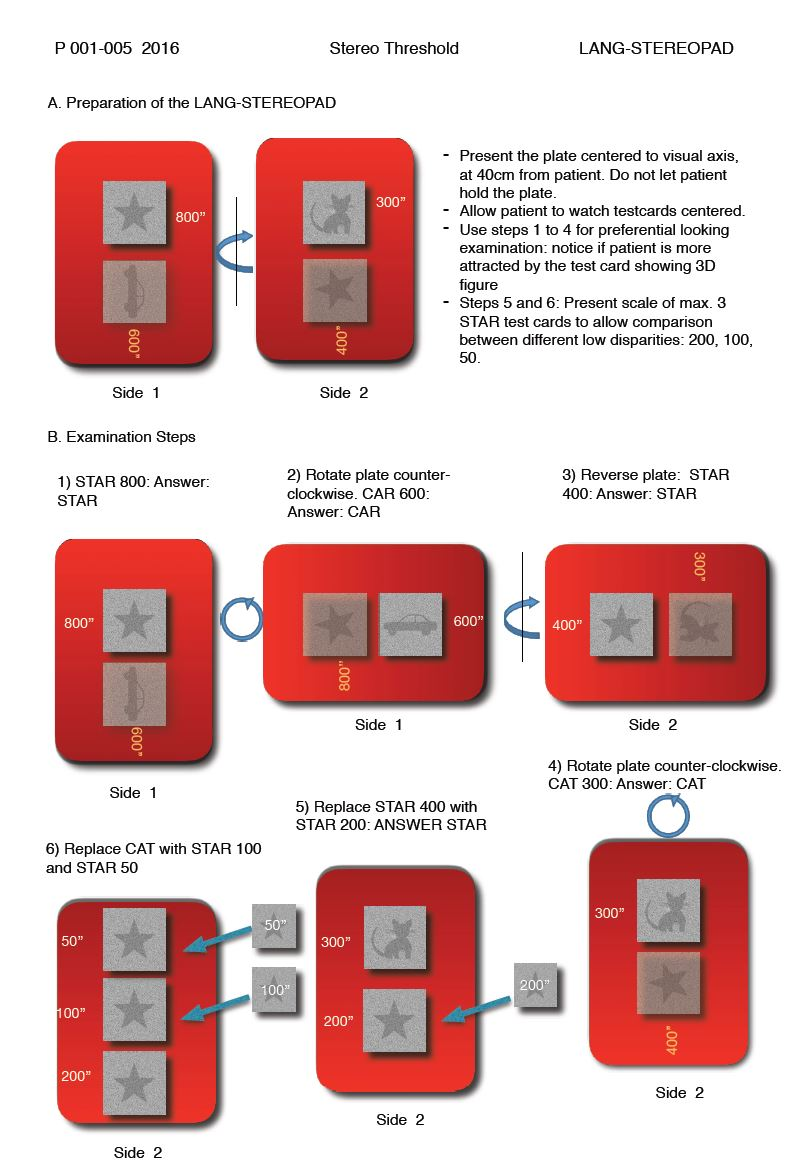 P 001-005  2016
Stereo Threshold
LANG-STEREOPAD
A. Preparation of the LANG-STEREOPAD
800”
600”
Side  1
300”
400”
Side  2
- Present the plate centered to visual axis,
at 40cm from patient. Do not let patient
hold the plate.
- Allow patient to watch testcards centered.
- Use steps 1 to 4 for preferential looking
examination: notice if patient is more
attracted by the test card showing 3D
figure
- Steps 5 and 6: Present scale of max. 3
STAR test cards to allow comparison
between different low disparities: 200, 100,
50.
B. Examination Steps
1) STAR 800: Answer:
STAR
800”
600”
Side  1
2) Rotate plate counter-
clockwise. CAR 600:
Answer: CAR
600”
800”
Side  1
3) Reverse plate:  STAR
400: Answer: STAR
300”
400”
Side  2
4) Rotate plate counter-clockwise.
CAT 300: Answer: CAT
300”
400”
Side  2
5) Replace STAR 400 with
STAR 200: ANSWER STAR
300”
200”
200”
Side  2
6) Replace CAT with STAR 100
and STAR 50
50”
50”
100”
100”
200”
Side  2